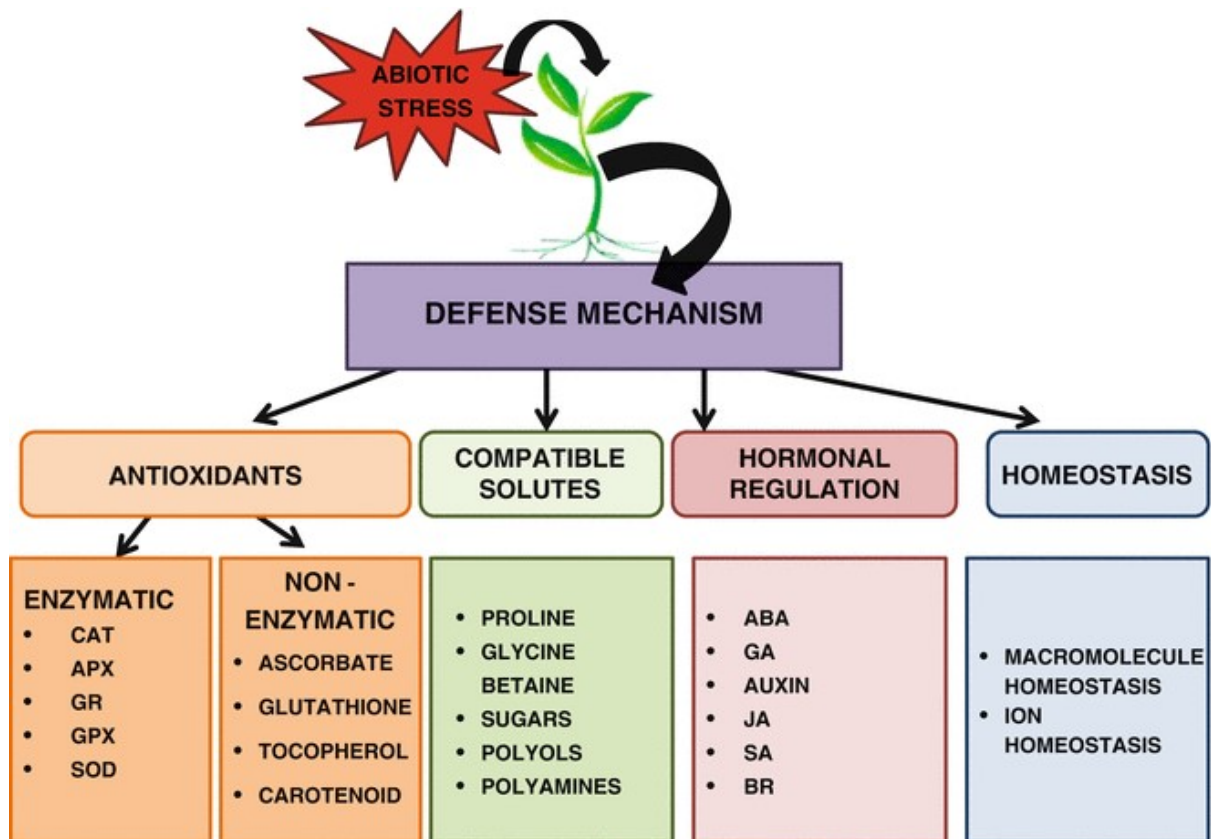 ABIOTIC
STRESS
DEFENSE MECHANISM
ANTIOXIDANTS
COMPATIBLE
SOLUTES
HORMONAL
REGULATION
HOMEOSTASIS
ENZYMATIC
• CAT
• APX
• GR
• GPX
• SOD
NON -
ENZYMATIC
• ASCORBATE
• GLUTATHIONE
• TOCOPHEROL
• CAROTENOID
• PROLINE
• GLYCINE
BETAINE
• SUGARS
• POLYOLS
• POLYAMINES
• ABA
• GA
• AUXIN
• JA
• SA
• BR
• MACROMOLECULE
HOMEOSTASIS
• ION
HOMEOSTASIS